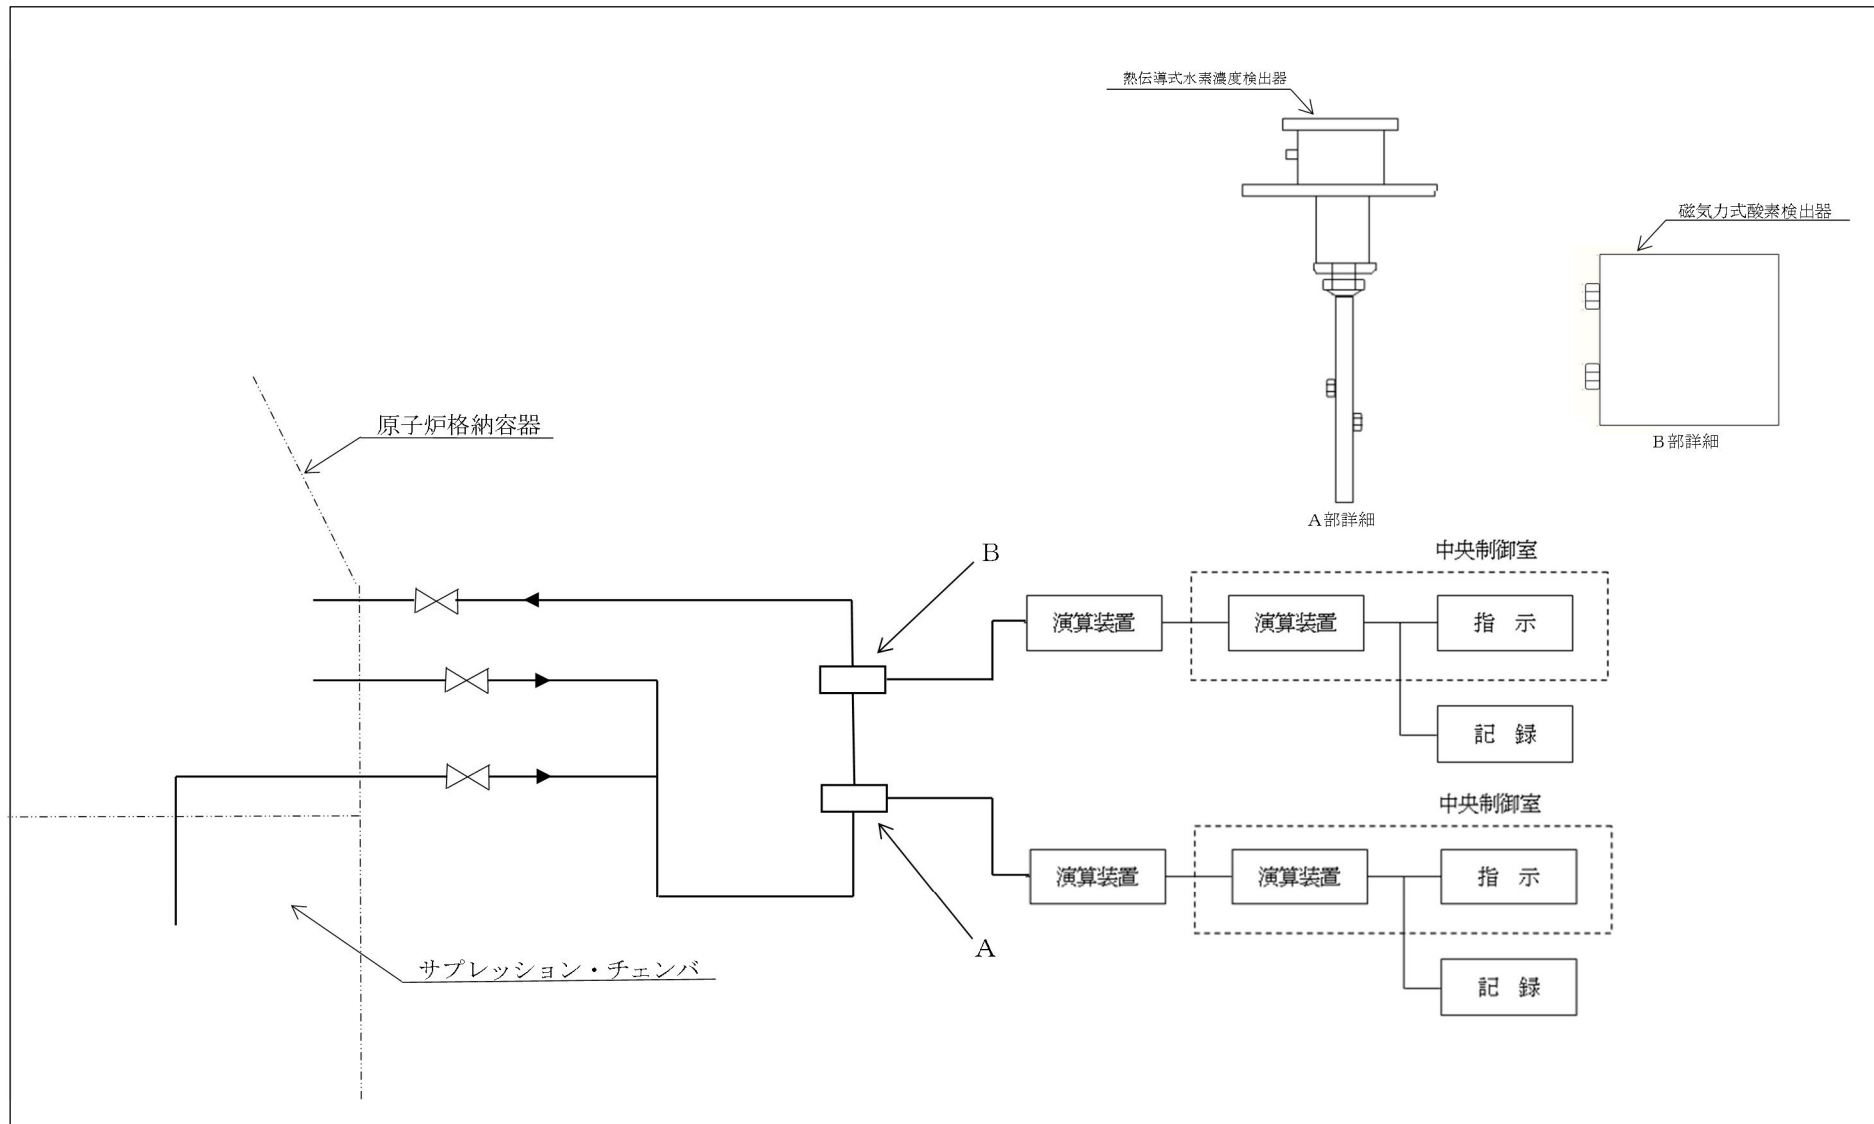 熱伝導式水素濃度検出器
磁気力式酸素検出器
B部詳細
A部詳細
原子炉格納容器
B
中央制御室
演算装置
演算装置
指 示
記 録
中央制御室
演算装置
演算装置
指 示
記 録
A
サプレッション・チェンバ